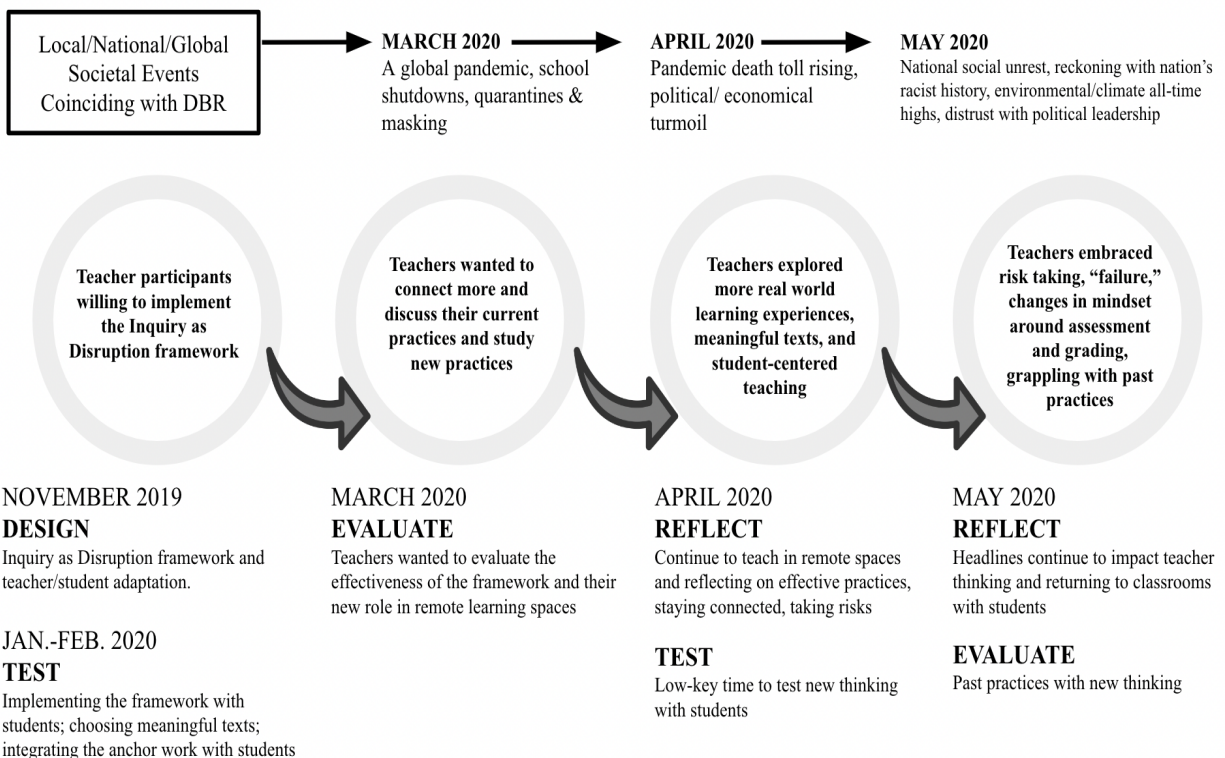 Local/National/Global
Societal Events
Coinciding with DBR
MARCH 2020
A global pandemic, school
shutdowns, quarantines &
masking
APRIL 2020
Pandemic death toll rising,
political/ economical
turmoil
MAY 2020
National social unrest, reckoning with nation’s
racist history, environmental/climate all-time
highs, distrust with political leadership
Teacher participants
willing to implement
the Inquiry as
Disruption framework
Teachers wanted to
connect more and
discuss their current
practices and study
new practices
Teachers explored
more real world
learning experiences,
meaningful texts, and
student-centered
teaching
Teachers embraced
risk taking, “failure,”
changes in mindset
around assessment
and grading,
grappling with past
practices
NOVEMBER 2019
DESIGN
Inquiry as Disruption framework and
teacher/student adaptation.
JAN.-FEB. 2020
TEST
Implementing the framework with
students; choosing meaningful texts;
integrating the anchor work with students
MARCH 2020
EVALUATE
Teachers wanted to evaluate the
effectiveness of the framework and their
new role in remote learning spaces
APRIL 2020
REFLECT
Continue to teach in remote spaces
and reflecting on effective practices,
staying connected, taking risks
TEST
Low-key time to test new thinking
with students
MAY 2020
REFLECT
Headlines continue to impact teacher
thinking and returning to classrooms
with students
EVALUATE
Past practices with new thinking